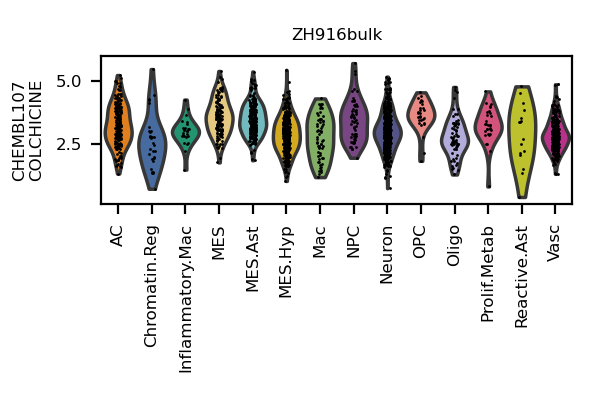 ZH916bulk
CHEMBL107
COLCHICINE
5.0
2.5
AC
Chromatin.Reg
Inflammatory.Mac
MES
MES.Ast
MES.Hyp
Mac
NPC
Neuron
OPC
Oligo
Prolif.Metab
Reactive.Ast
Vasc